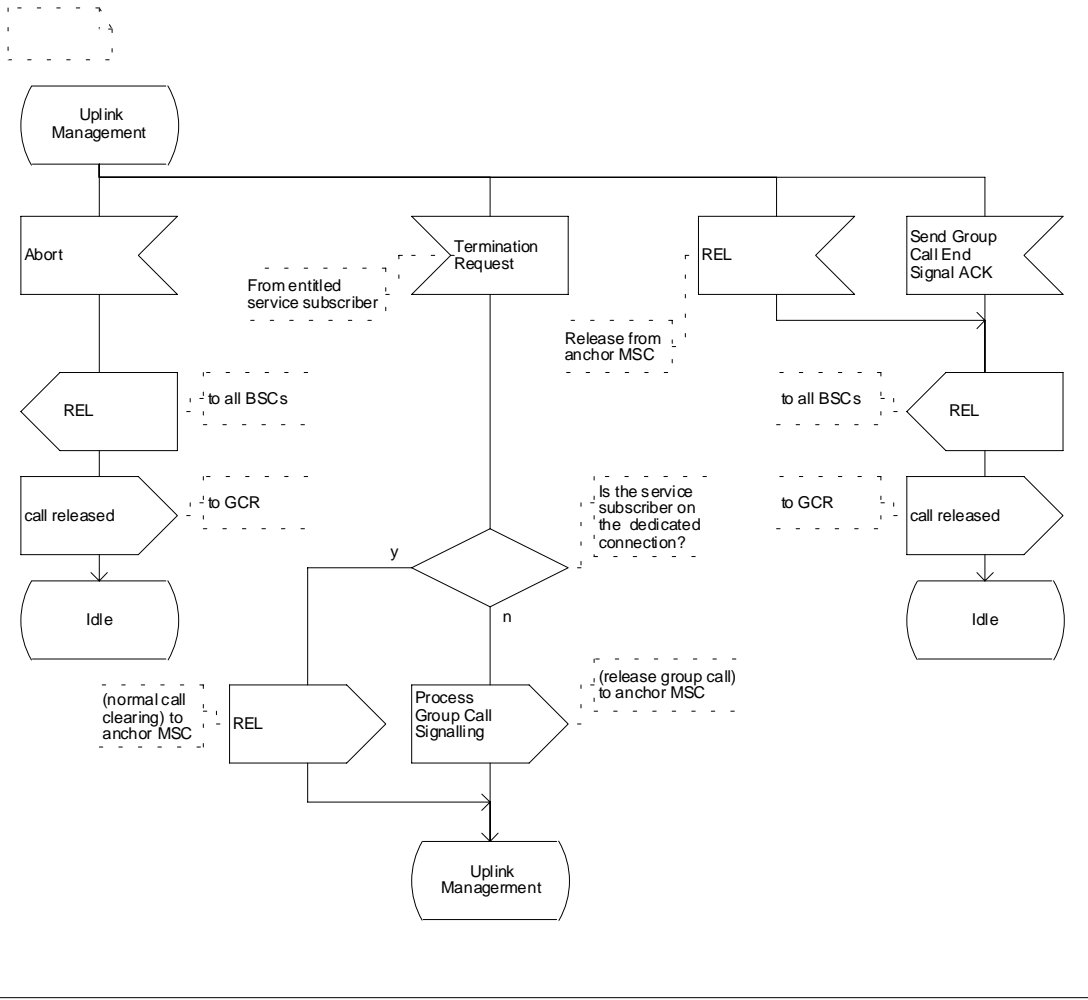 Uplink
Management
Abort
Termination
Request
REL
Send Group
Call End
Signal ACK
From entitled
service subscriber
Release from
anchor MSC
REL
to all BSCs
to all BSCs
REL
call released
to GCR
Is the service
subscriber on
the dedicated
connection?
to GCR
call released
y
n
Idle
Idle
(normal call
clearing) to
anchor MSC
REL
Process
Group Call
Signalling
(release group call)
to anchor MSC
Uplink
Management